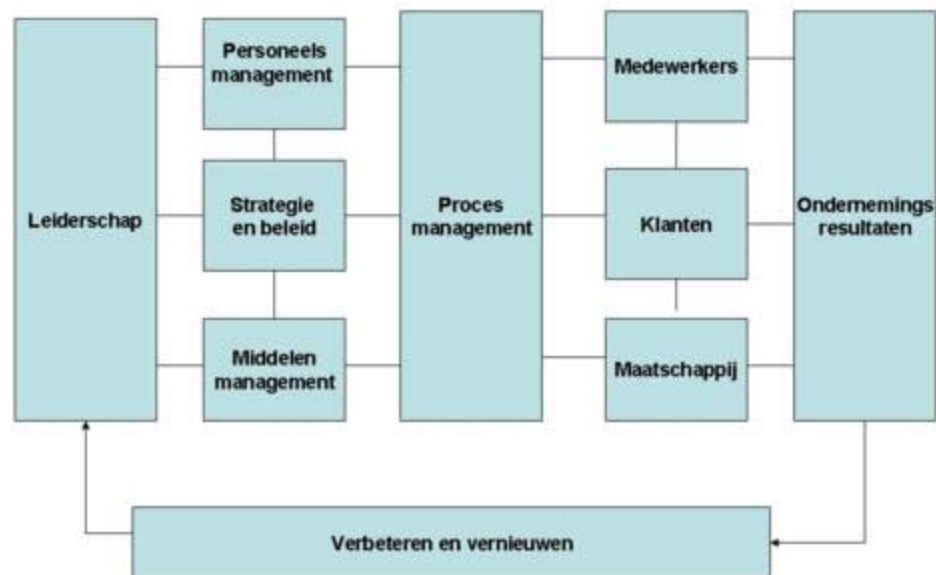 Personeels
management
Medewerkers
Leiderschap
Strategie
en beleid
Proces
management
Klanten
Ondernemings
resultaten
Middelen
management
Maatschappij
Verbeteren en vernieuwen